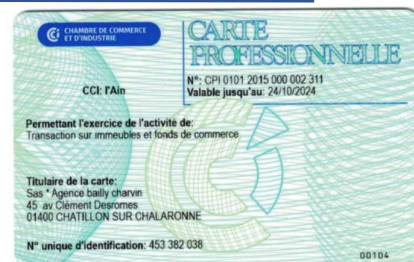 CHAMBRE DE COMMERCE
ET D'INDUSTRIE
CARTE
PROFESSIONNELLE
N°: CPI 0101 2015 000 002 311
Valable jusqu'au: 24/10/2024
CCI: l'Ain
Permettant l'exercice de l'activité de:
Transaction sur immeubles et fonds de commerce
Titulaire de la carte:
Sas * Agence bailly charvin
45 av Clément Desromes
01400 CHATILLON SUR CHALARONNE
N° unique d'identification: 453 382 038
00104